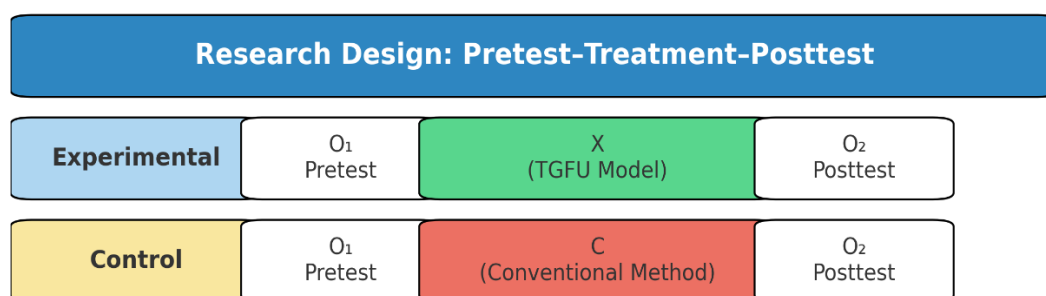 Research Design: Pretest–Treatment–Posttest
Experimental
O₁
Pretest
X
(TGFU Model)
O₂
Posttest
Control
O₁
Pretest
C
(Conventional Method)
O₂
Posttest